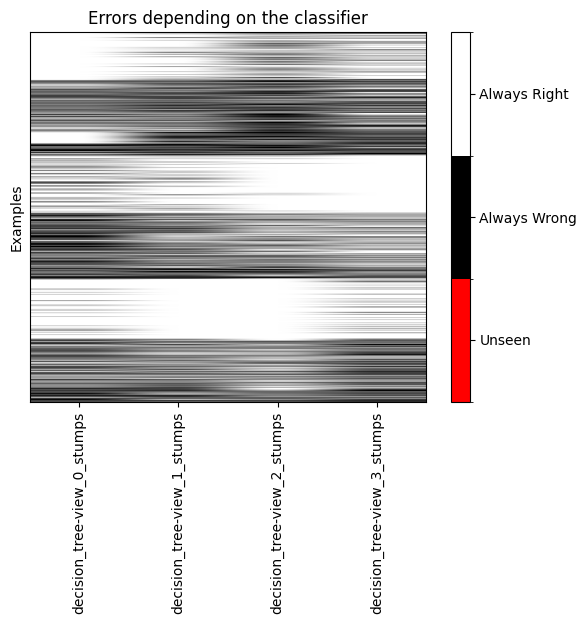 Errors depending on the classifier
Examples
Always Right
Always Wrong
Unseen
decision_tree-view_0_stumps
decision_tree-view_1_stumps
decision_tree-view_2_stumps
decision_tree-view_3_stumps